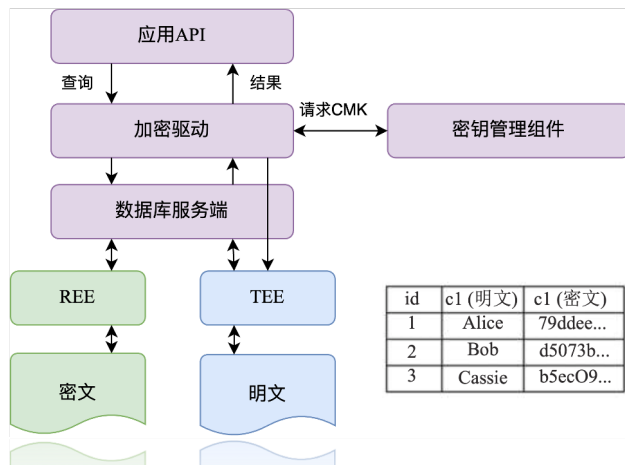 应用API
查询
结果
请求CMK
加密驱动
密钥管理组件
数据库服务端
REE
TEE
密文
明文
id c1 (明文) c1 (密文)
1 Alice 79ddee...
2 Bob d5073b...
3 Cassie b5ecO9...